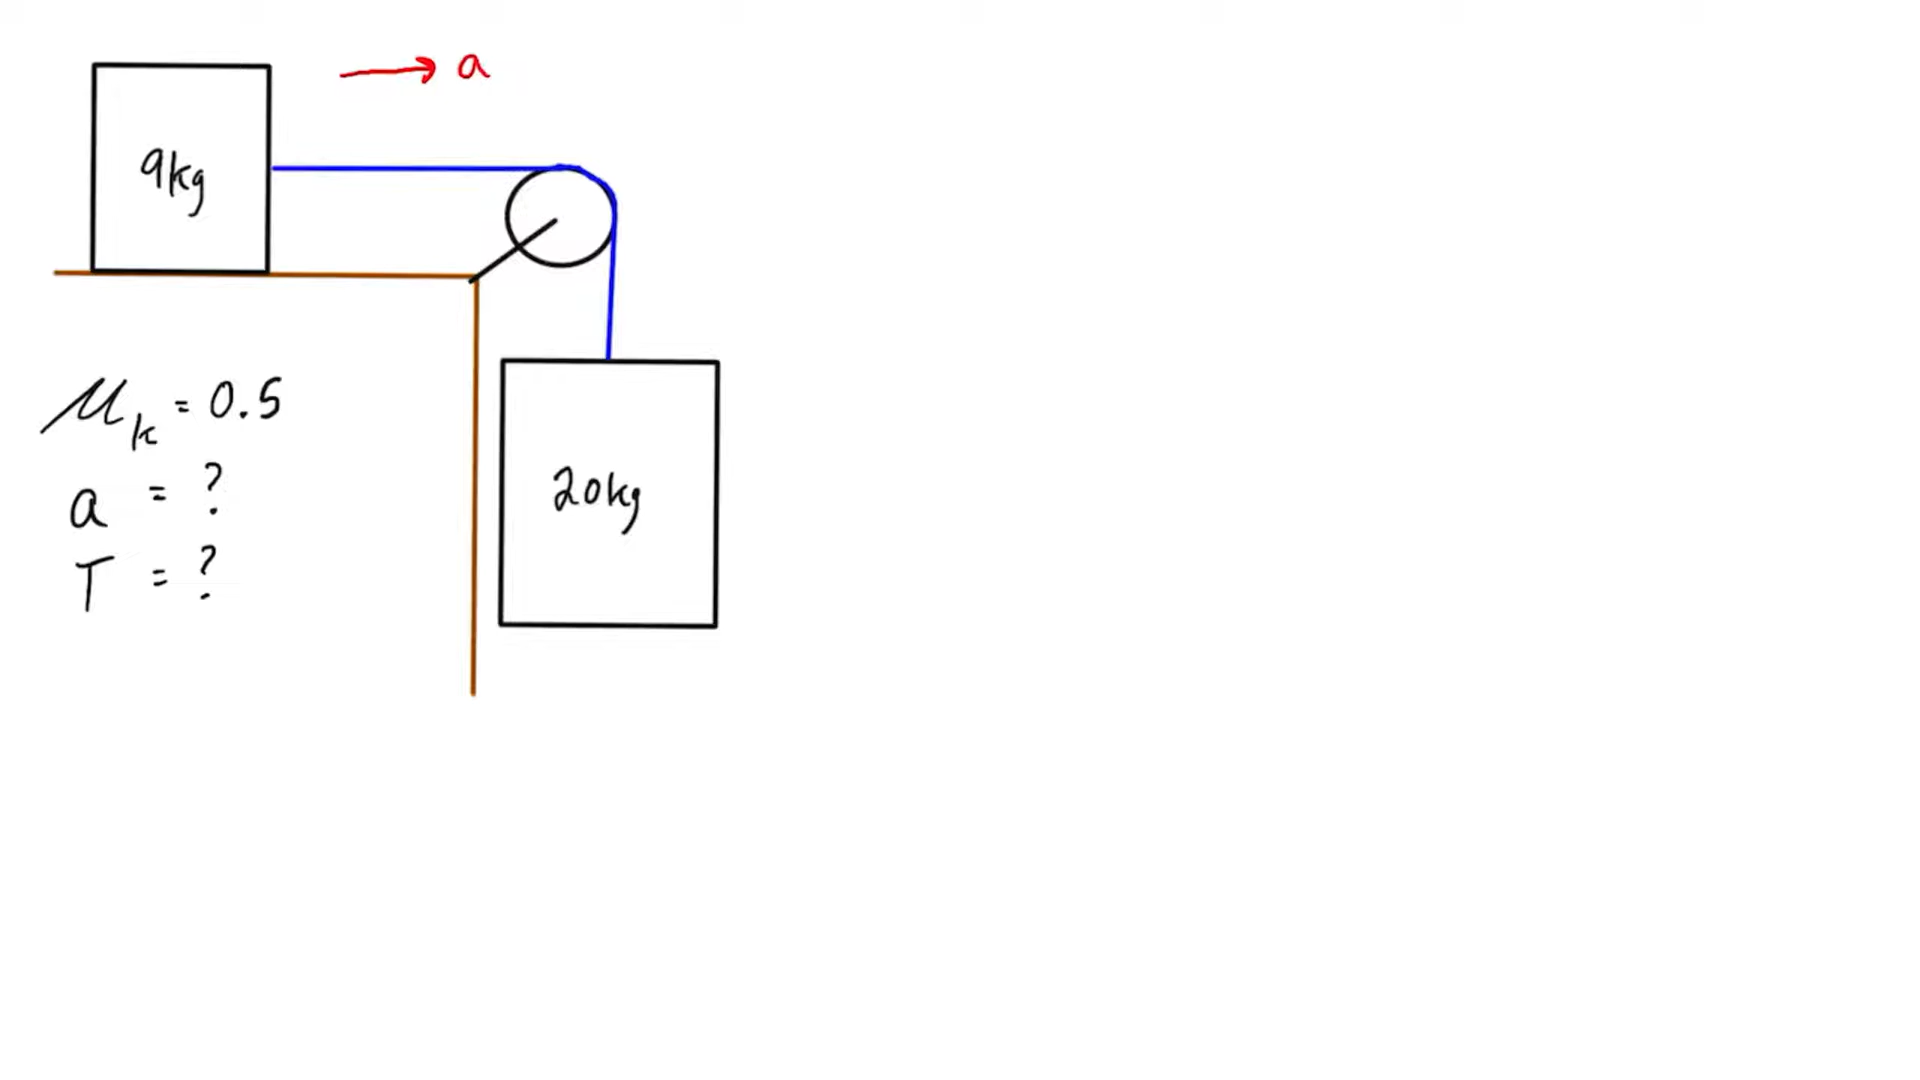 a
9kg
μk = 0.5
a = ?
T = ?
20kg